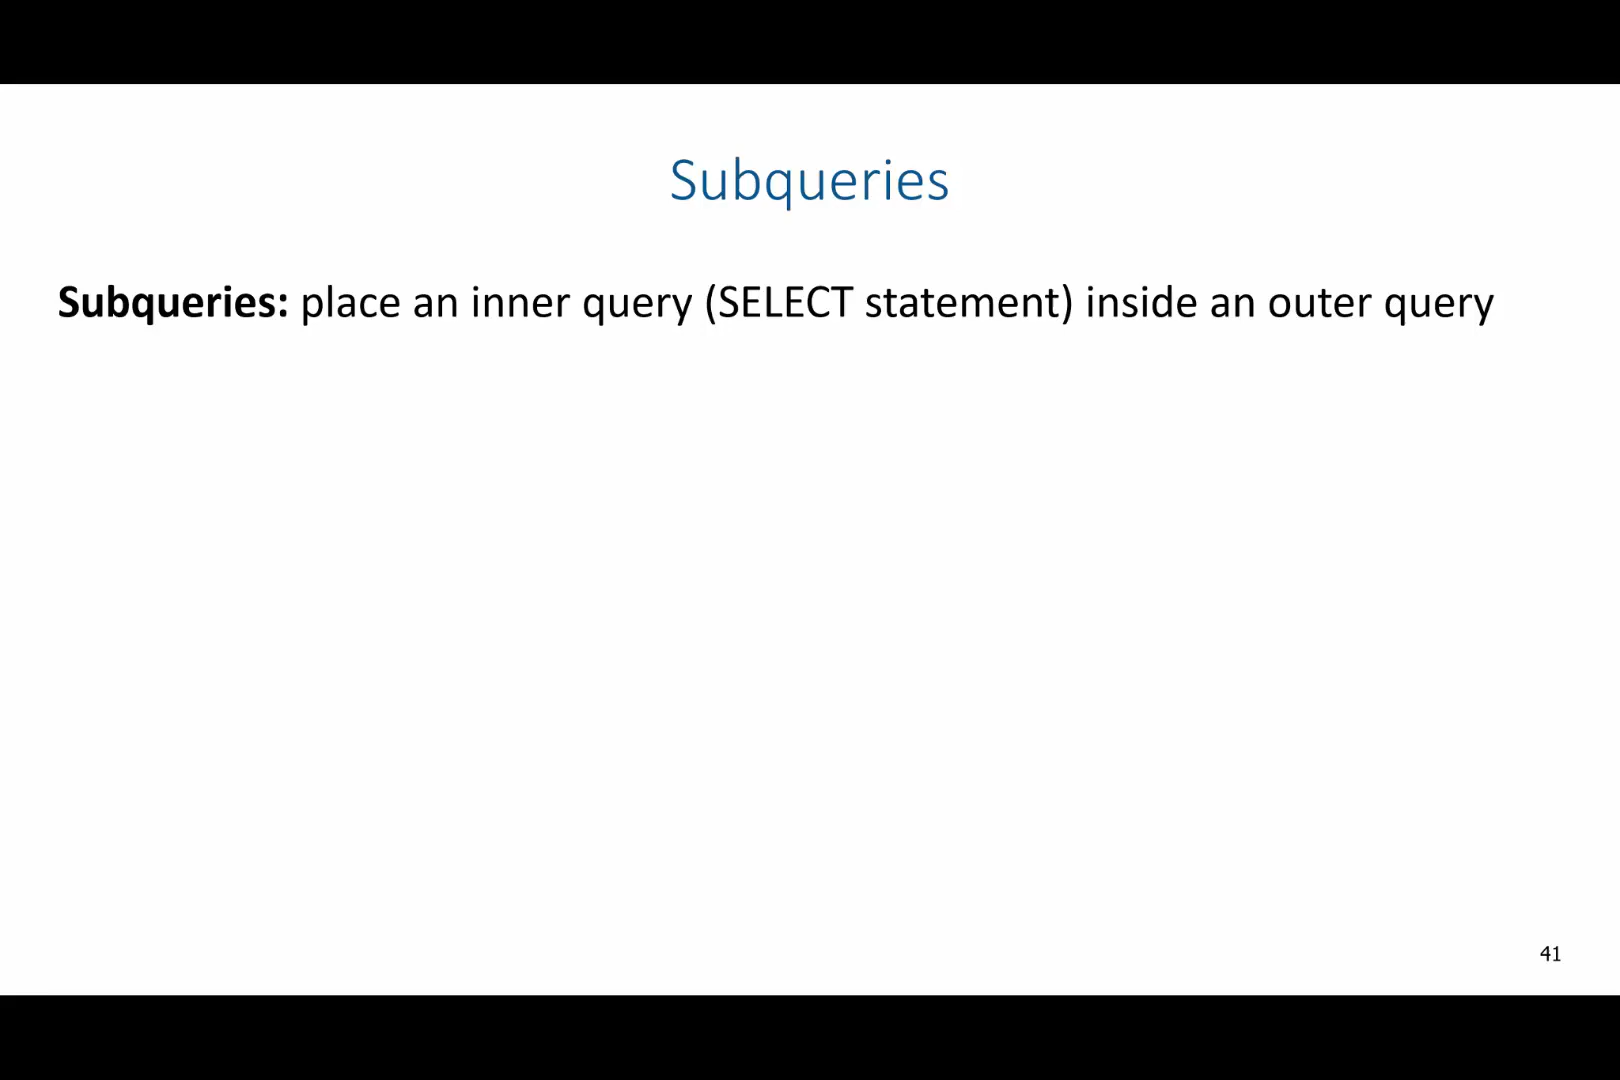 Subqueries
Subqueries: place an inner query (SELECT statement) inside an outer query
41